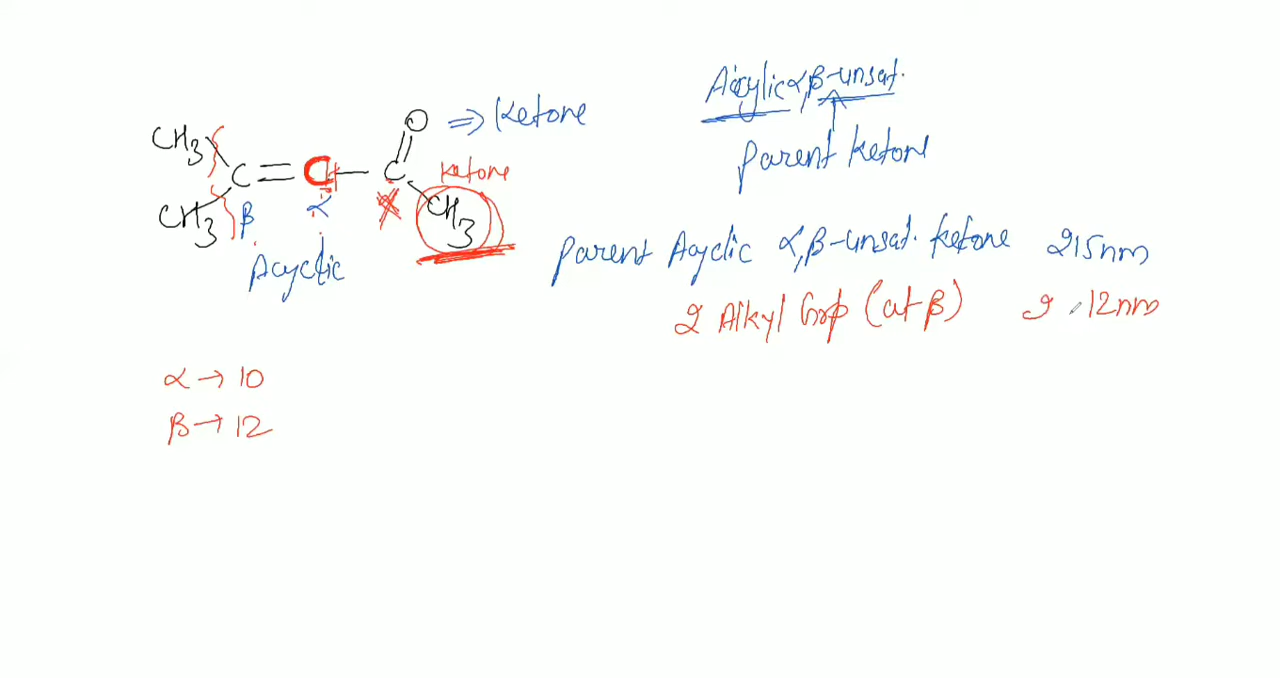 Acyclic α,β-unsat.
Parent Ketone
O ⇒ Ketone
CH3
C = C — C Ketone
CH3 β α CH3
Acyclic
Parent Acyclic α,β-unsat. Ketone 215nm
2 Alkyl Grp (at β) 2 . 12nm
α → 10
β → 12